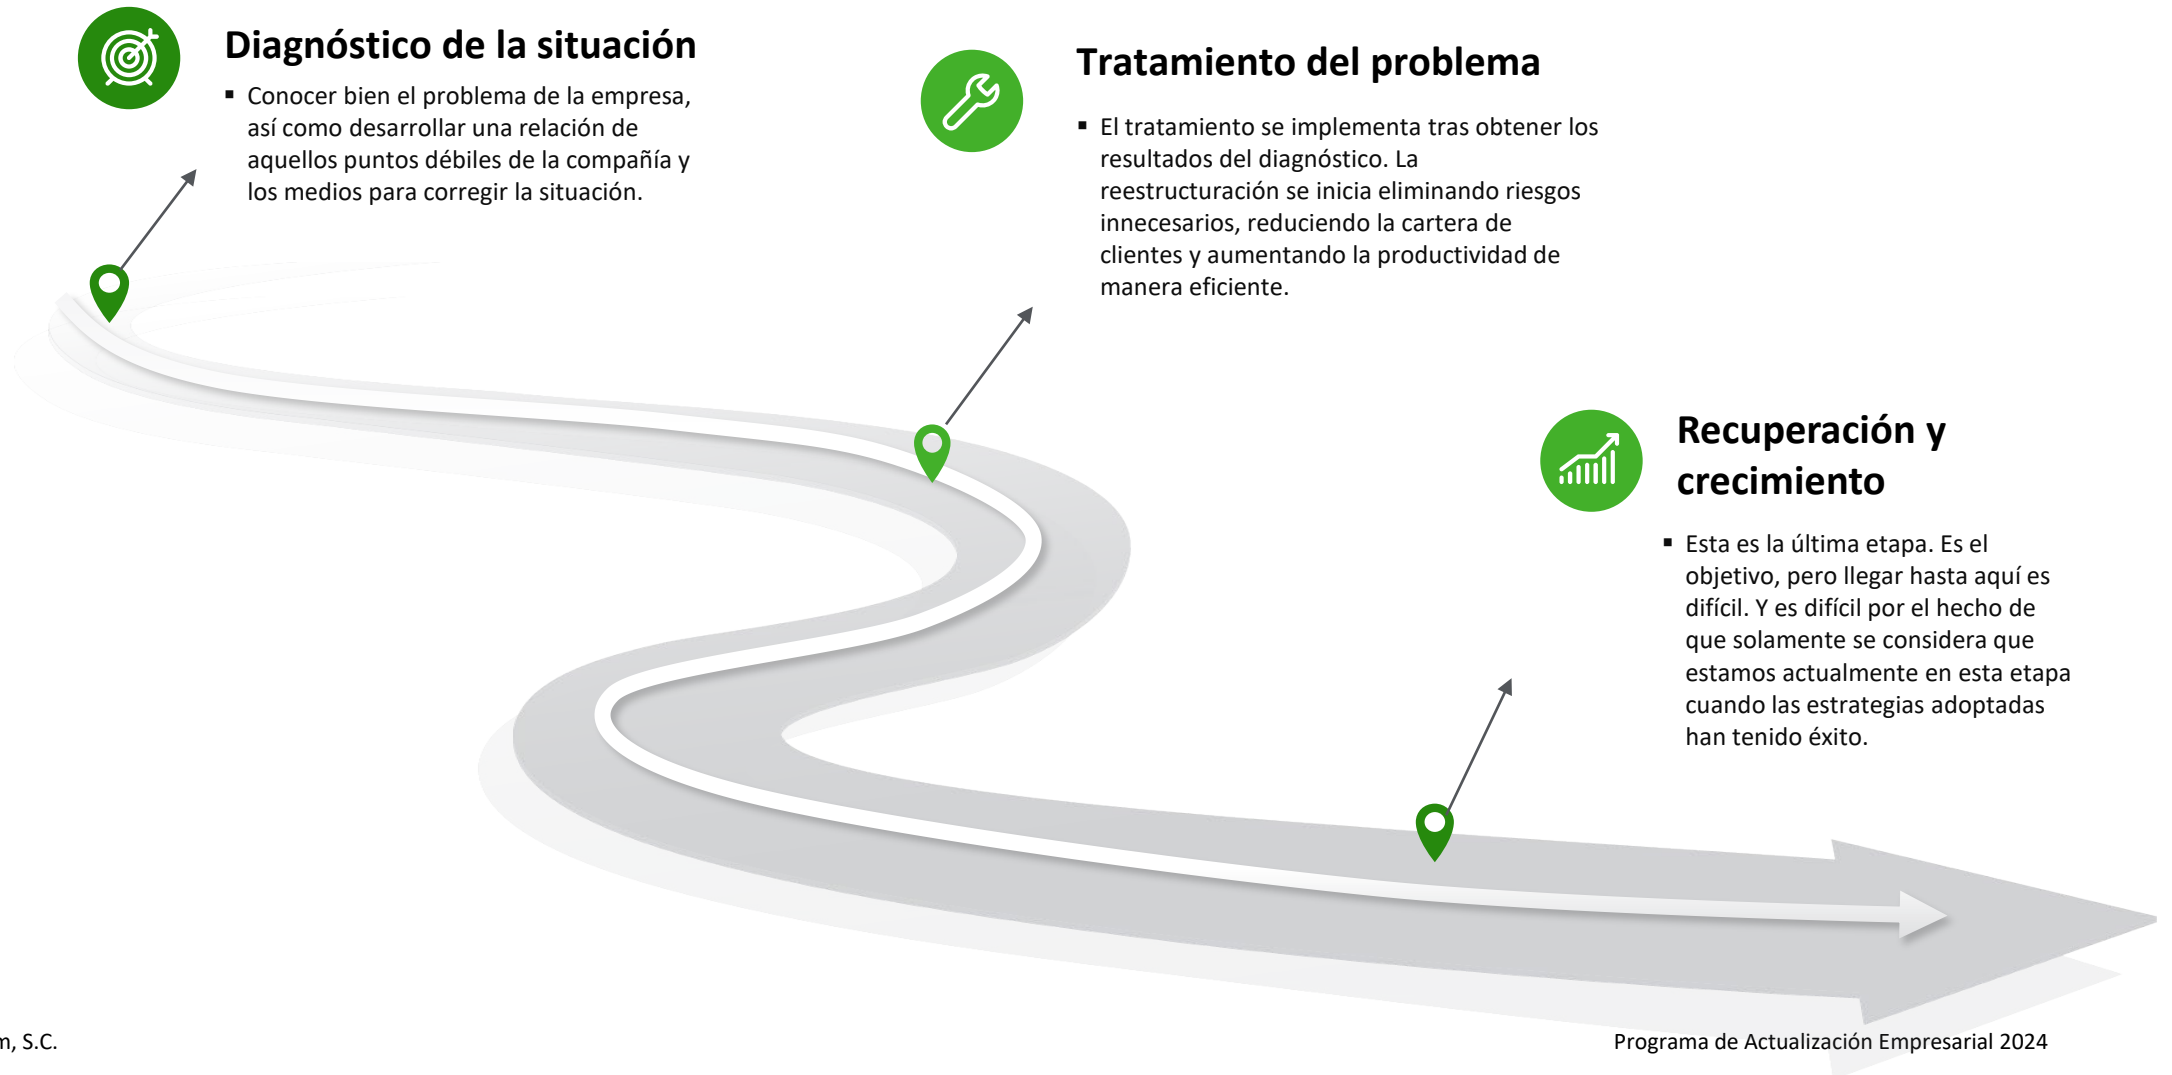 Diagnóstico de la situación
▪ Conocer bien el problema de la empresa,
así como desarrollar una relación de
aquellos puntos débiles de la compañía y
los medios para corregir la situación.
Tratamiento del problema
▪ El tratamiento se implementa tras obtener los
resultados del diagnóstico. La
reestructuración se inicia eliminando riesgos
innecesarios, reduciendo la cartera de
clientes y aumentando la productividad de
manera eficiente.
Recuperación y
crecimiento
▪ Esta es la última etapa. Es el
objetivo, pero llegar hasta aquí es
difícil. Y es difícil por el hecho de
que solamente se considera que
estamos actualmente en esta etapa
cuando las estrategias adoptadas
han tenido éxito.
S.C.
Programa de Actualización Empresarial 2024